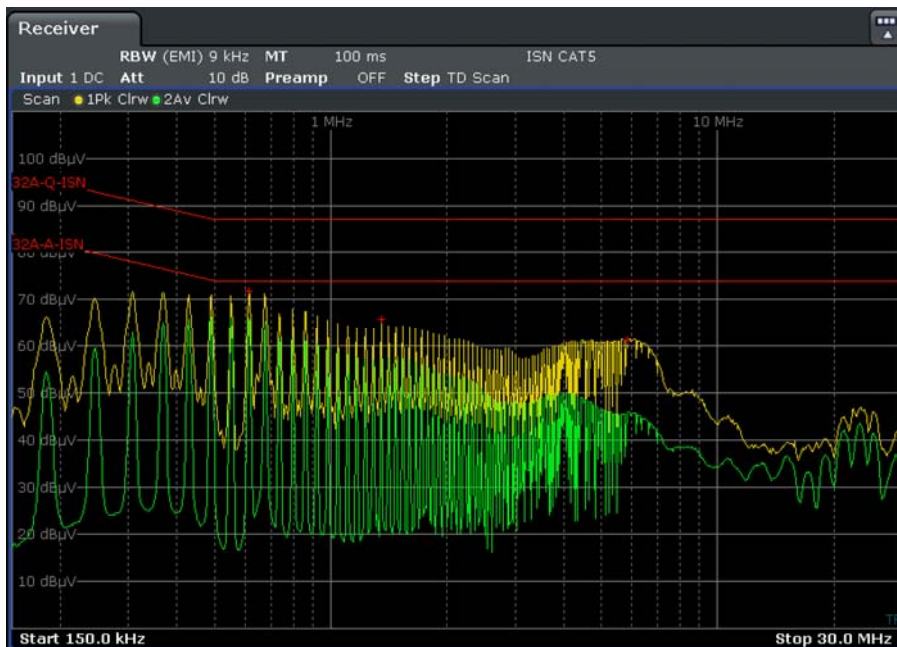 Receiver
RBW (EMI) 9 kHz MT 100 ms ISN CAT5
Input 1 DC Att 10 dB Preamp OFF Step TD Scan
Scan 1Pk Clrw 2Av Clrw
1 MHz 10 MHz
100 dBµV
32A-Q-ISN
90 dBµV
32A-A-ISN
80 dBµV
70 dBµV
60 dBµV
50 dBµV
40 dBµV
30 dBµV
20 dBµV
10 dBµV
TF
Start 150.0 kHz Stop 30.0 MHz